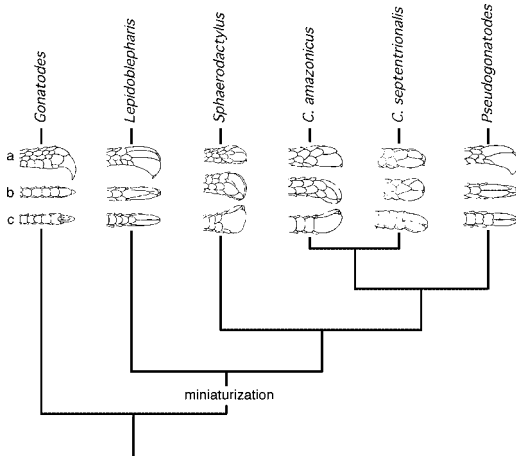 Gonatodes
Lepidoblepharis
Sphaerodactylus
C. amazonicus
C. septentrionalis
Pseudogonatodes
a
b
c
miniaturization